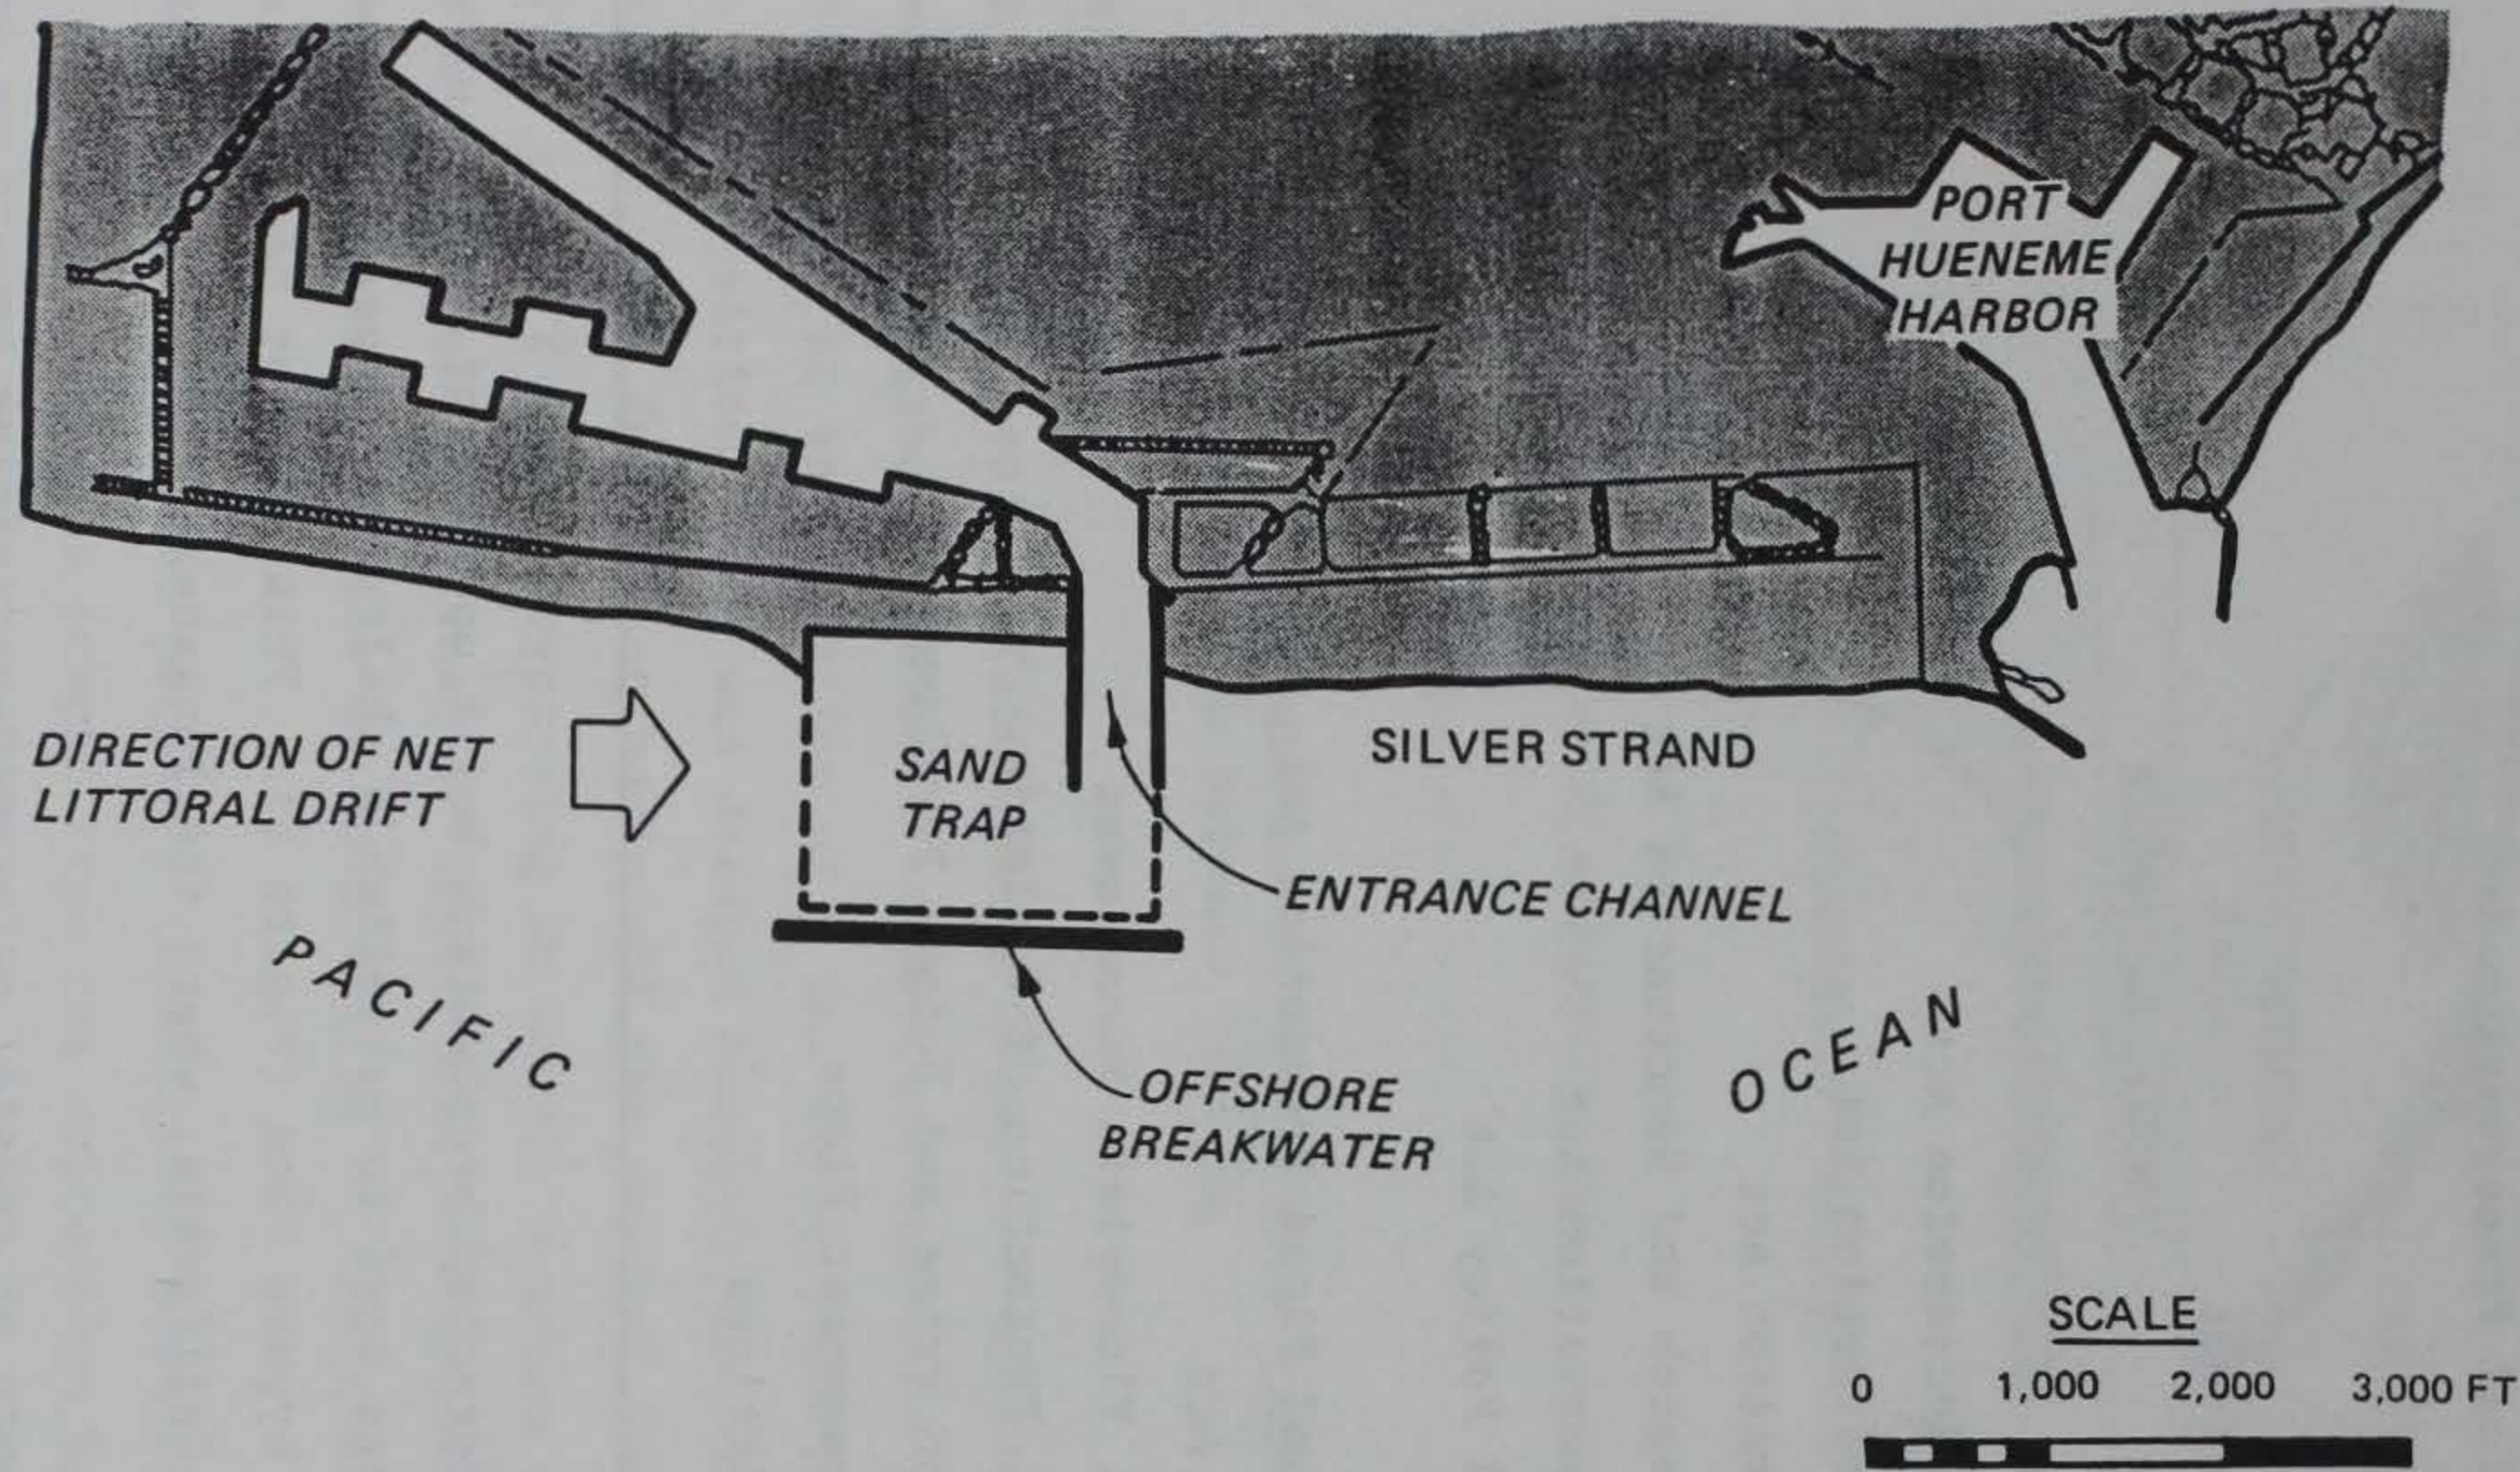 PORT
HUENEME
HARBOR
DIRECTION OF NET
LITTORAL DRIFT
SAND
TRAP
SILVER STRAND
ENTRANCE CHANNEL
PACIFIC
OCEAN
OFFSHORE
BREAKWATER
SCALE
0 1,000 2,000 3,000 FT